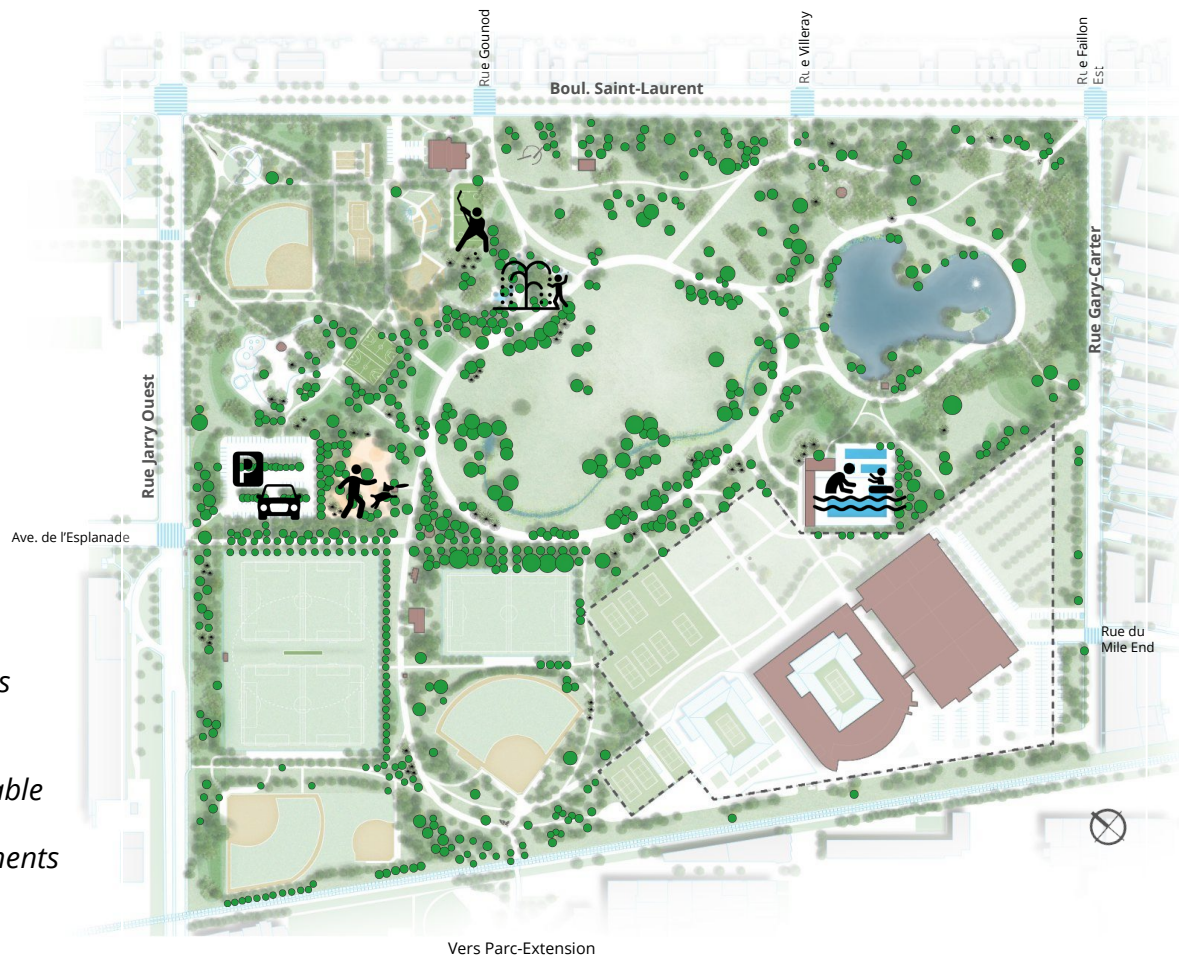 Rue Gounod
Rue Villeray
Rue Faillon
Est
Boul. Saint-Laurent
Rue Gary-Carter
Rue Jarry Ouest
P
Ave. de l’Esplanade
Rue du
Mile End
Vers Parc-Extension